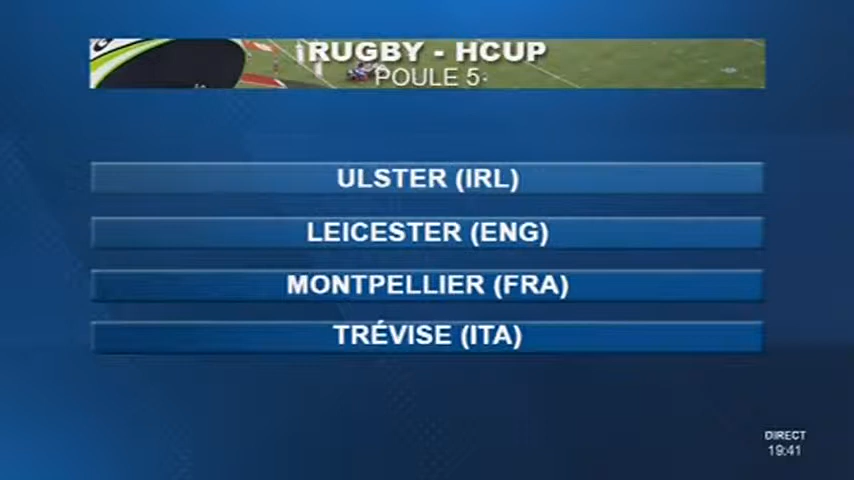 RUGBY - HCUP
POULE 5
ULSTER (IRL)
LEICESTER (ENG)
MONTPELLIER (FRA)
TRÉVISE (ITA)
DIRECT
19:41